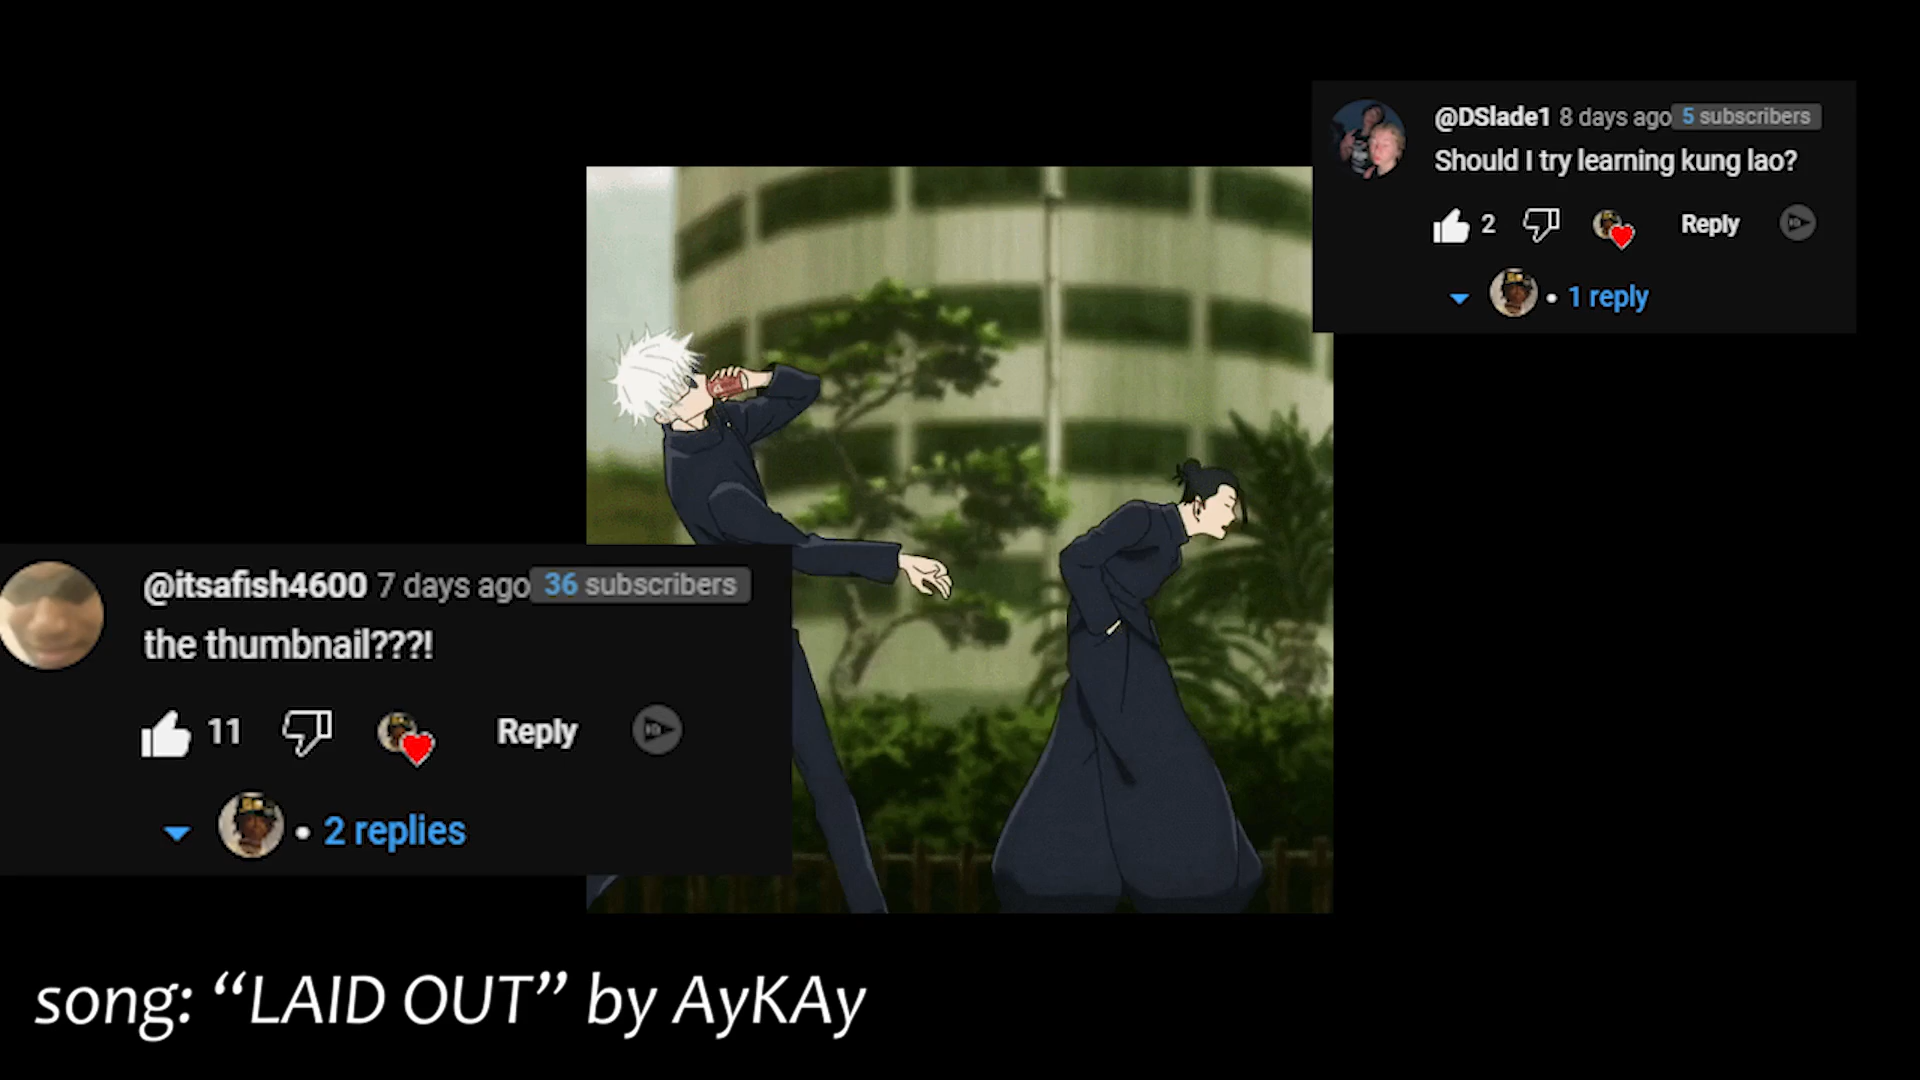 @DSlade1 8 days ago 5 subscribers
Should I try learning kung lao?
2 Reply
1 reply
@itsafish4600 7 days ago 36 subscribers
the thumbnail???!
11 Reply
2 replies
song: “LAID OUT” by AyKAy